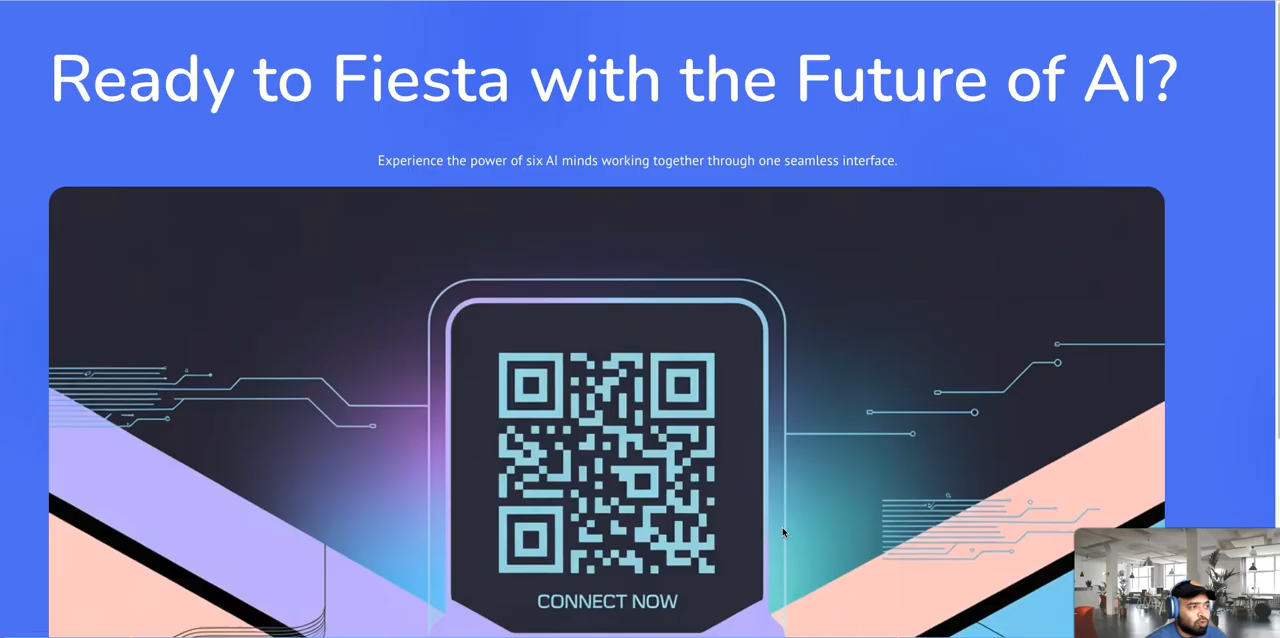 Ready to Fiesta with the Future of AI?
Experience the power of six AI minds working together through one seamless interface.
CONNECT NOW